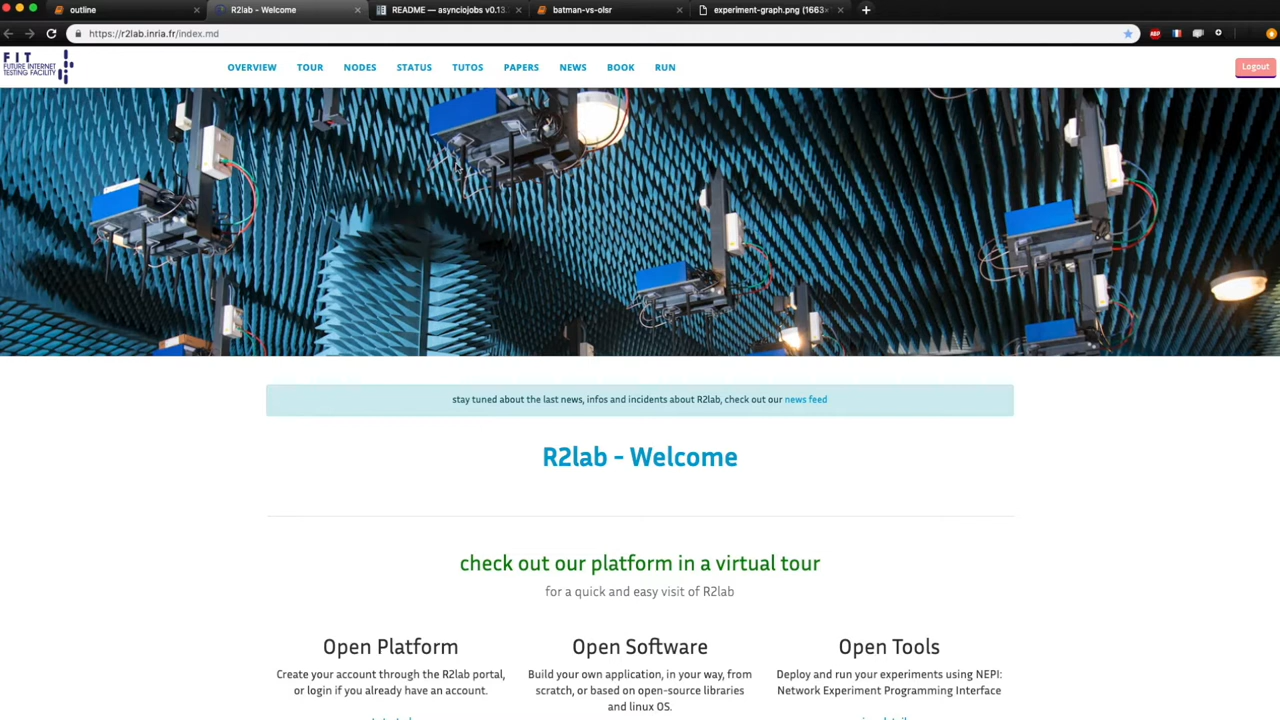 outline
R2lab - Welcome
README — asynciojobs v0.13.
batman-vs-olsr
experiment-graph.png (1663×
https://r2lab.inria.fr/index.md
ABP
FIT
FUTURE INTERNET
TESTING FACILITY
OVERVIEW
TOUR
NODES
STATUS
TUTOS
PAPERS
NEWS
BOOK
RUN
Logout
stay tuned about the last news, infos and incidents about R2lab, check out our news feed
R2lab - Welcome
check out our platform in a virtual tour
for a quick and easy visit of R2lab
Open Platform
Create your account through the R2lab portal,
or login if you already have an account.
Open Software
Build your own application, in your way, from
scratch, or based on open-source libraries
and linux OS.
Open Tools
Deploy and run your experiments using NEPI:
Network Experiment Programming Interface